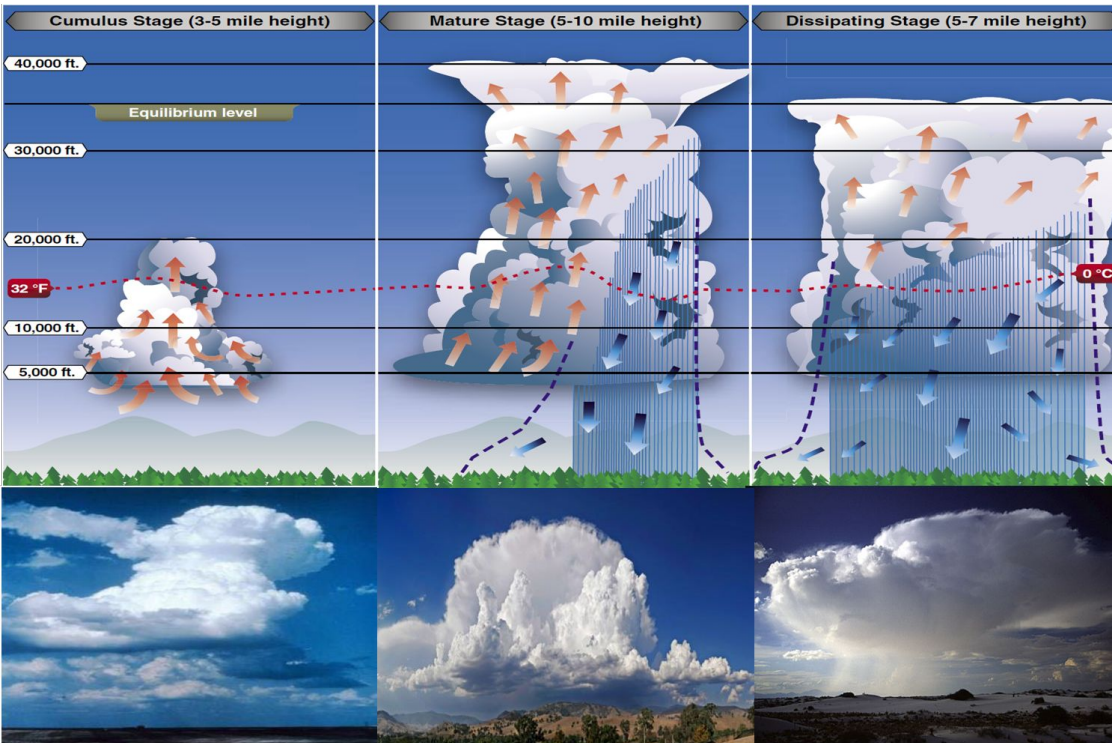 Cumulus Stage (3-5 mile height)
Mature Stage (5-10 mile height)
Dissipating Stage (5-7 mile height)
40,000 ft.
Equilibrium level
30,000 ft.
20,000 ft.
32 °F
0 °C
10,000 ft.
5,000 ft.